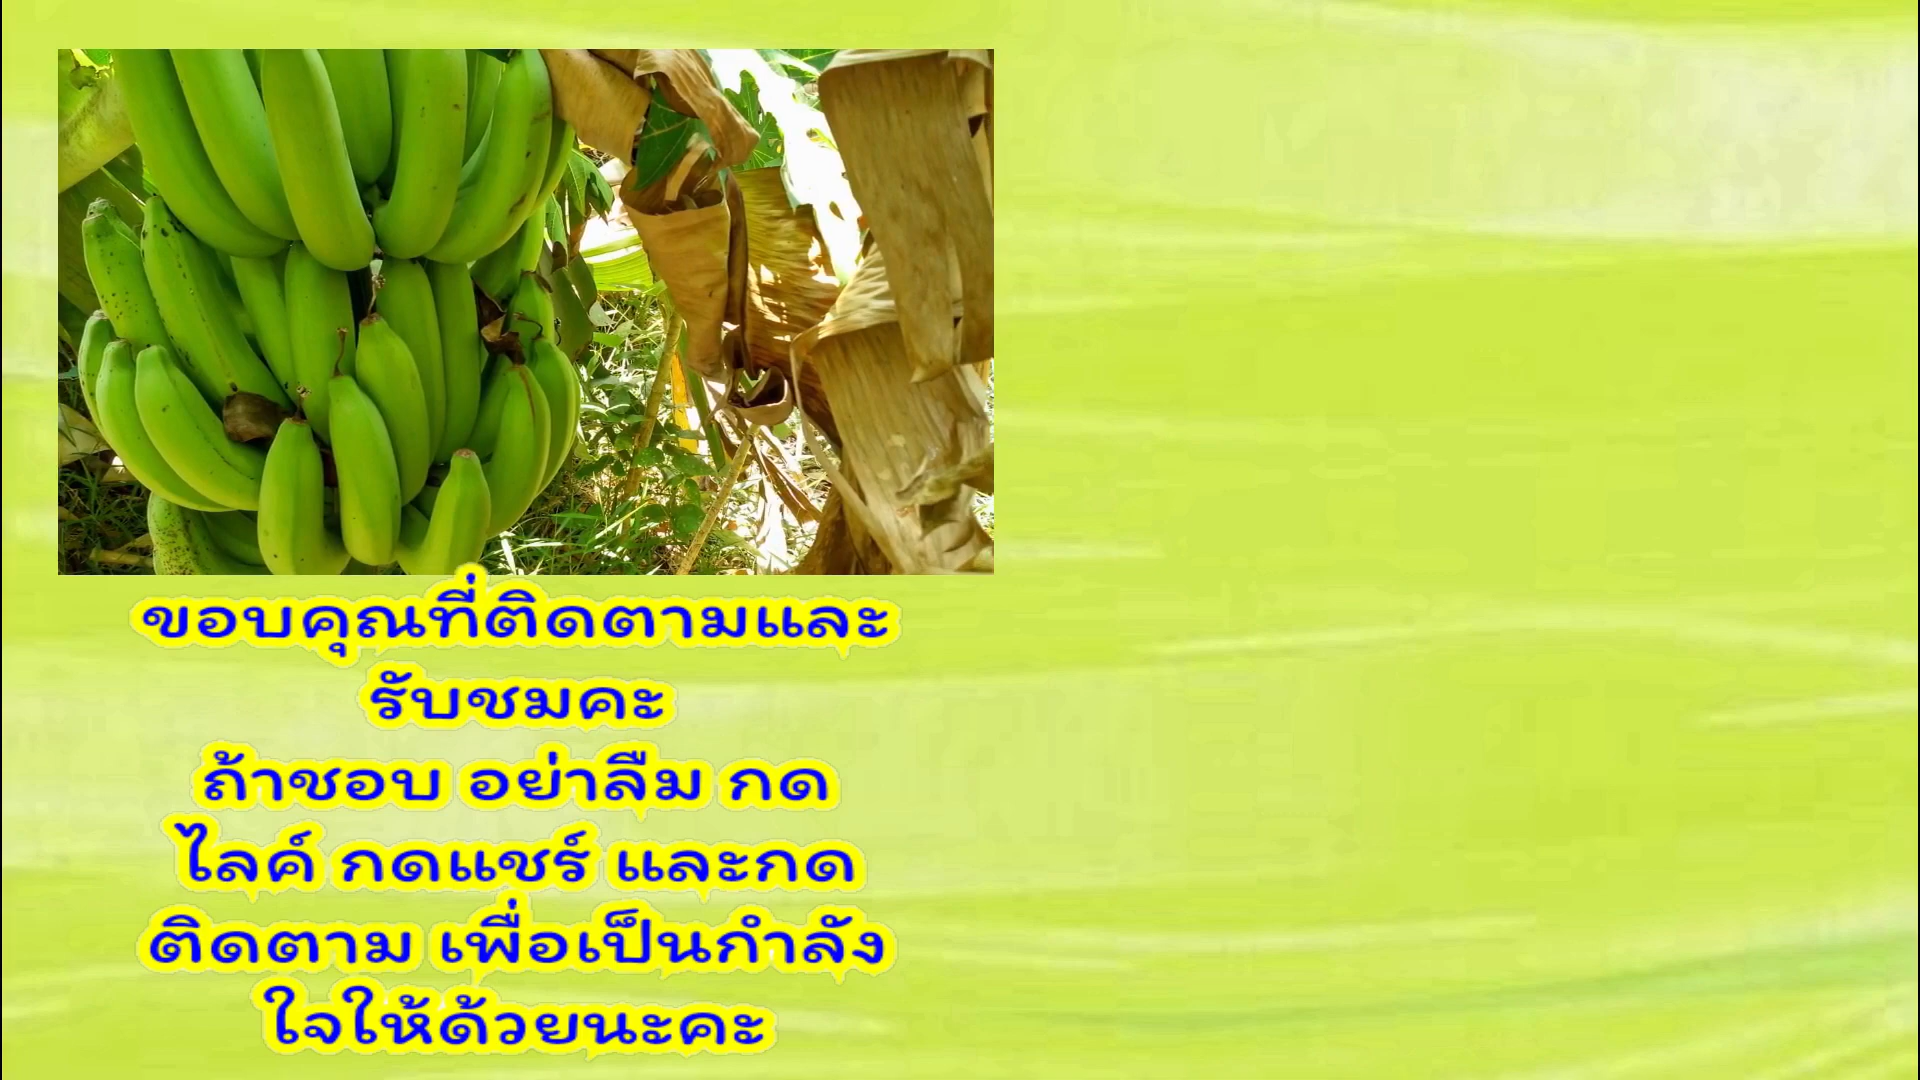 ขอบคุณที่ติดตามและ
รับชมคะ
ถ้าชอบ อย่าลืม กด
ไลค์ กดแชร์ และกด
ติดตาม เพื่อเป็นกำลัง
ใจให้ด้วยนะคะ